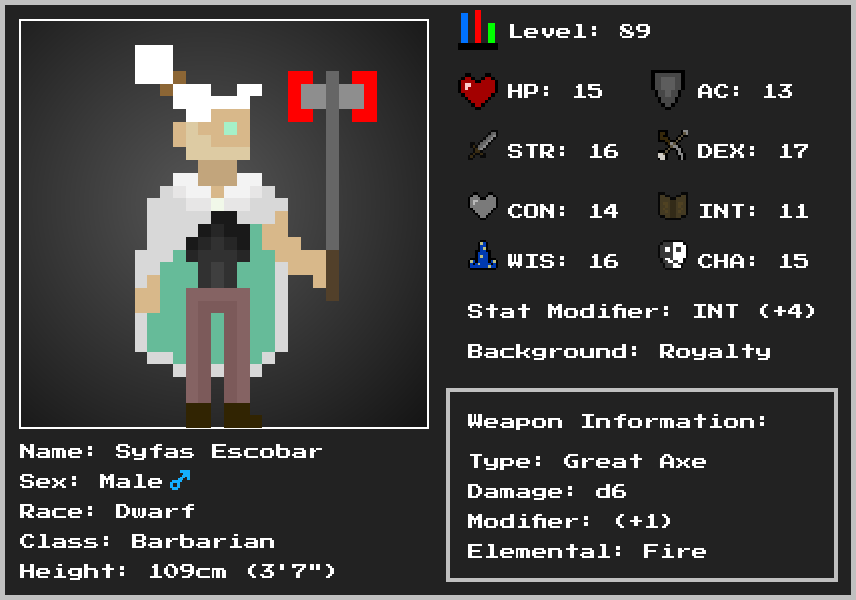 Level: 89
HP: 15 AC: 13
STR: 16 DEX: 17
CON: 14 INT: 11
WIS: 16 CHA: 15
Stat Modifier: INT (+4)
Background: Royalty
Weapon Information:
Type: Great Axe
Damage: d6
Modifier: (+1)
Elemental: Fire
Name: Syfas Escobar
Sex: Male ♂
Race: Dwarf
Class: Barbarian
Height: 109cm (3'7")